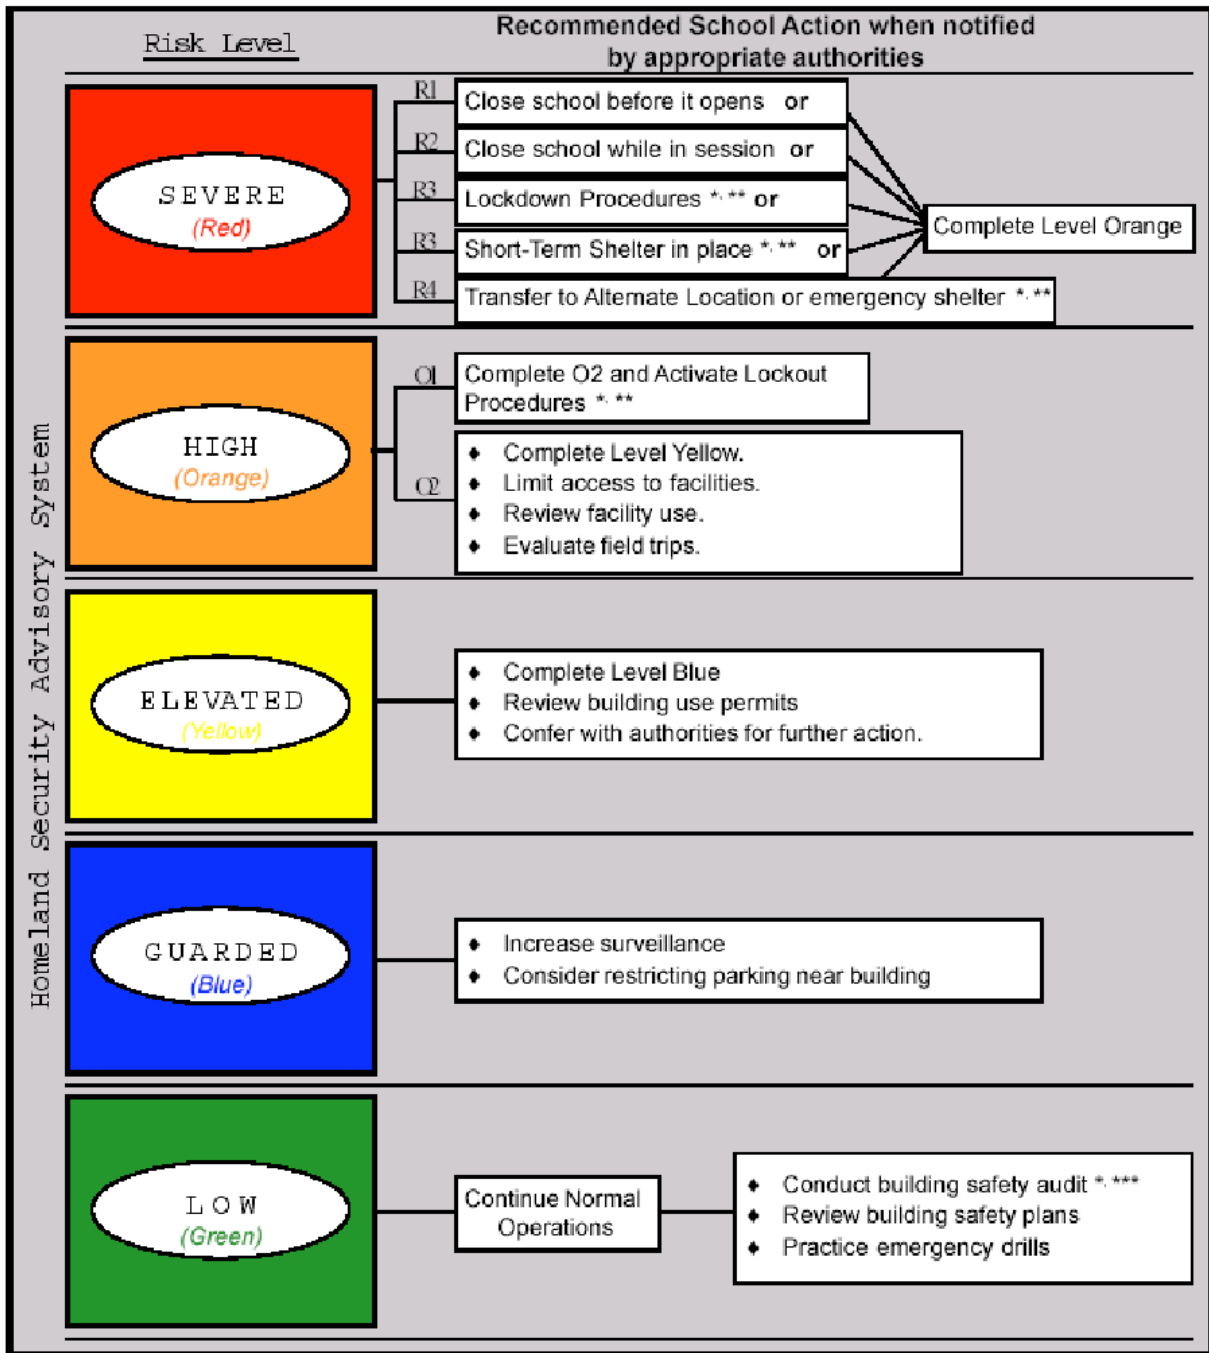 Risk Level
Recommended School Action when notified
by appropriate authorities
Homeland Security Advisory System
SEVERE
(Red)
R1
Close school before it opens or
R2
Close school while in session or
R3
Lockdown Procedures *, ** or
R3
Short-Term Shelter in place *, ** or
R4
Transfer to Alternate Location or emergency shelter *, **
Complete Level Orange
HIGH
(Orange)
O1
Complete O2 and Activate Lockout
Procedures *, **
O2
♦ Complete Level Yellow.
♦ Limit access to facilities.
♦ Review facility use.
♦ Evaluate field trips.
ELEVATED
(Yellow)
♦ Complete Level Blue
♦ Review building use permits
♦ Confer with authorities for further action.
GUARDED
(Blue)
♦ Increase surveillance
♦ Consider restricting parking near building
LOW
(Green)
Continue Normal
Operations
♦ Conduct building safety audit *, ***
♦ Review building safety plans
♦ Practice emergency drills